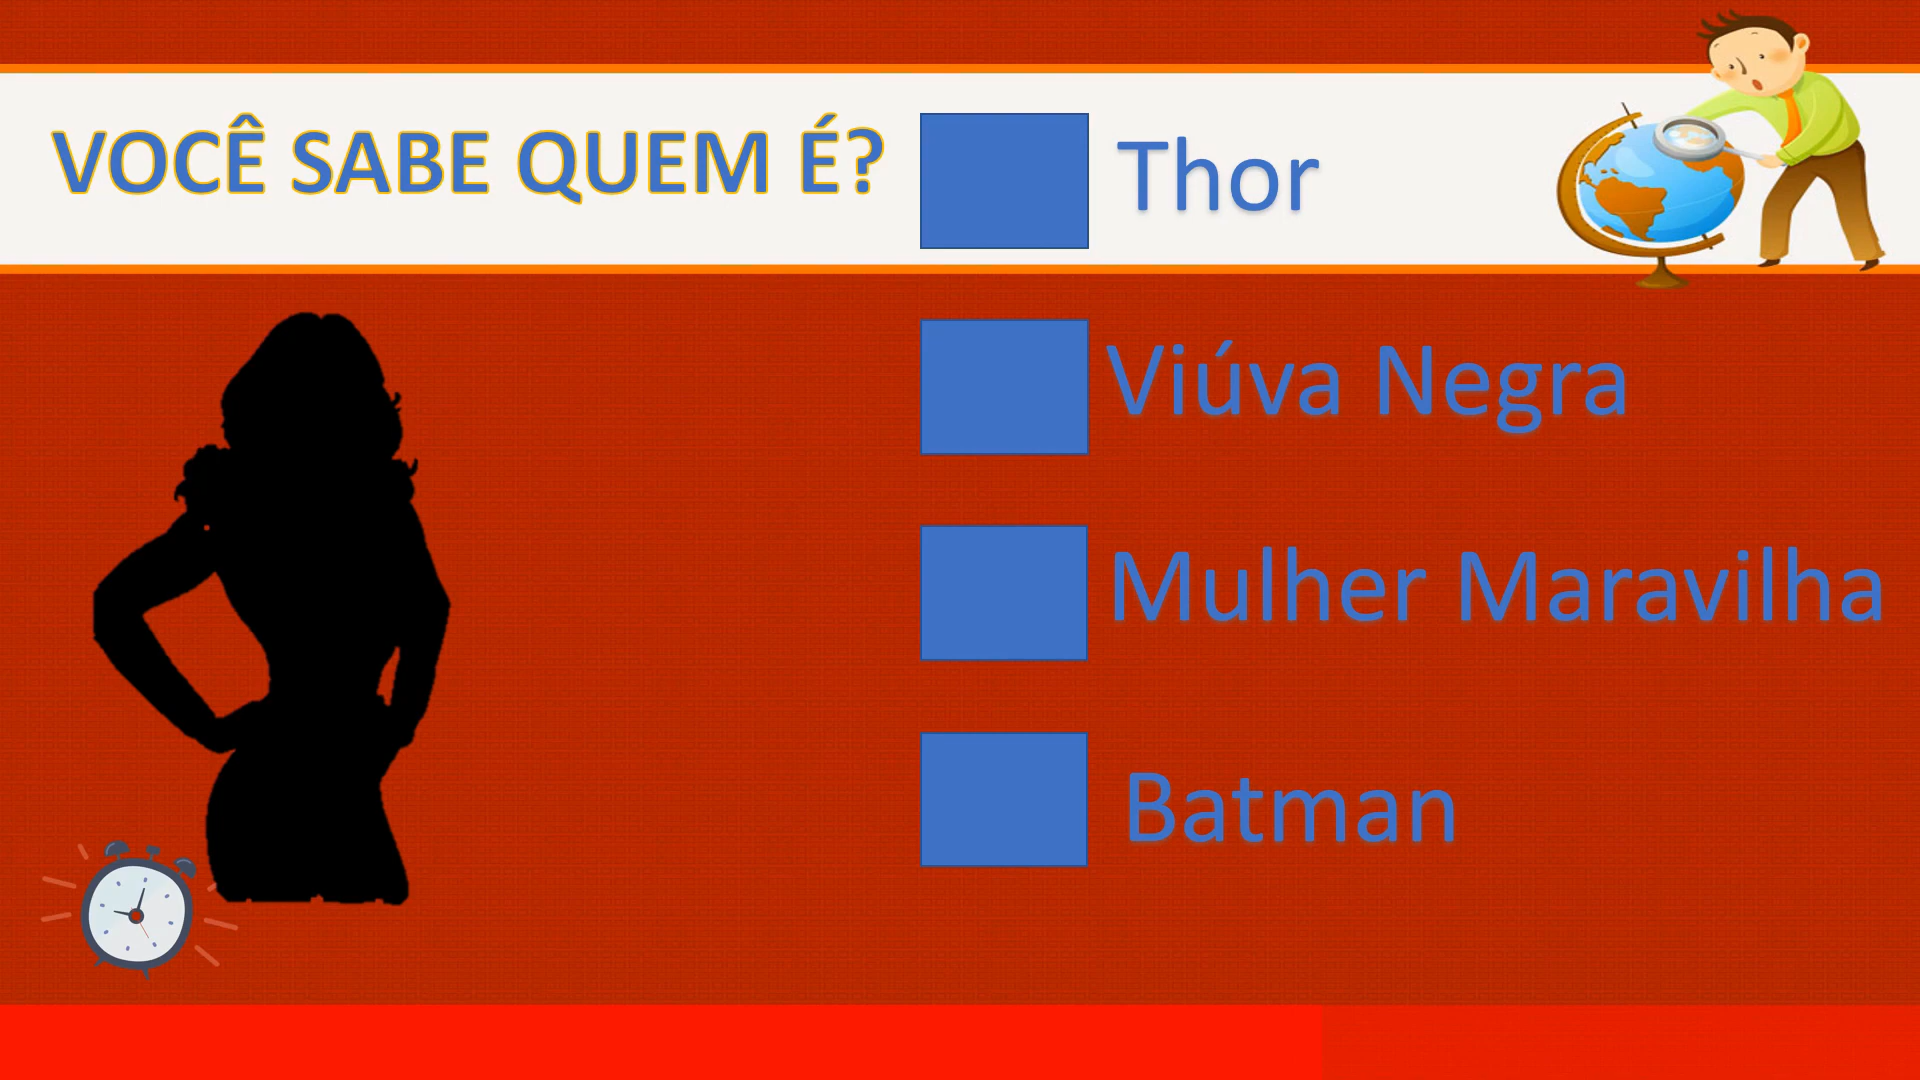 VOCÊ SABE QUEM É?
Thor
Viúva Negra
Mulher Maravilha
Batman